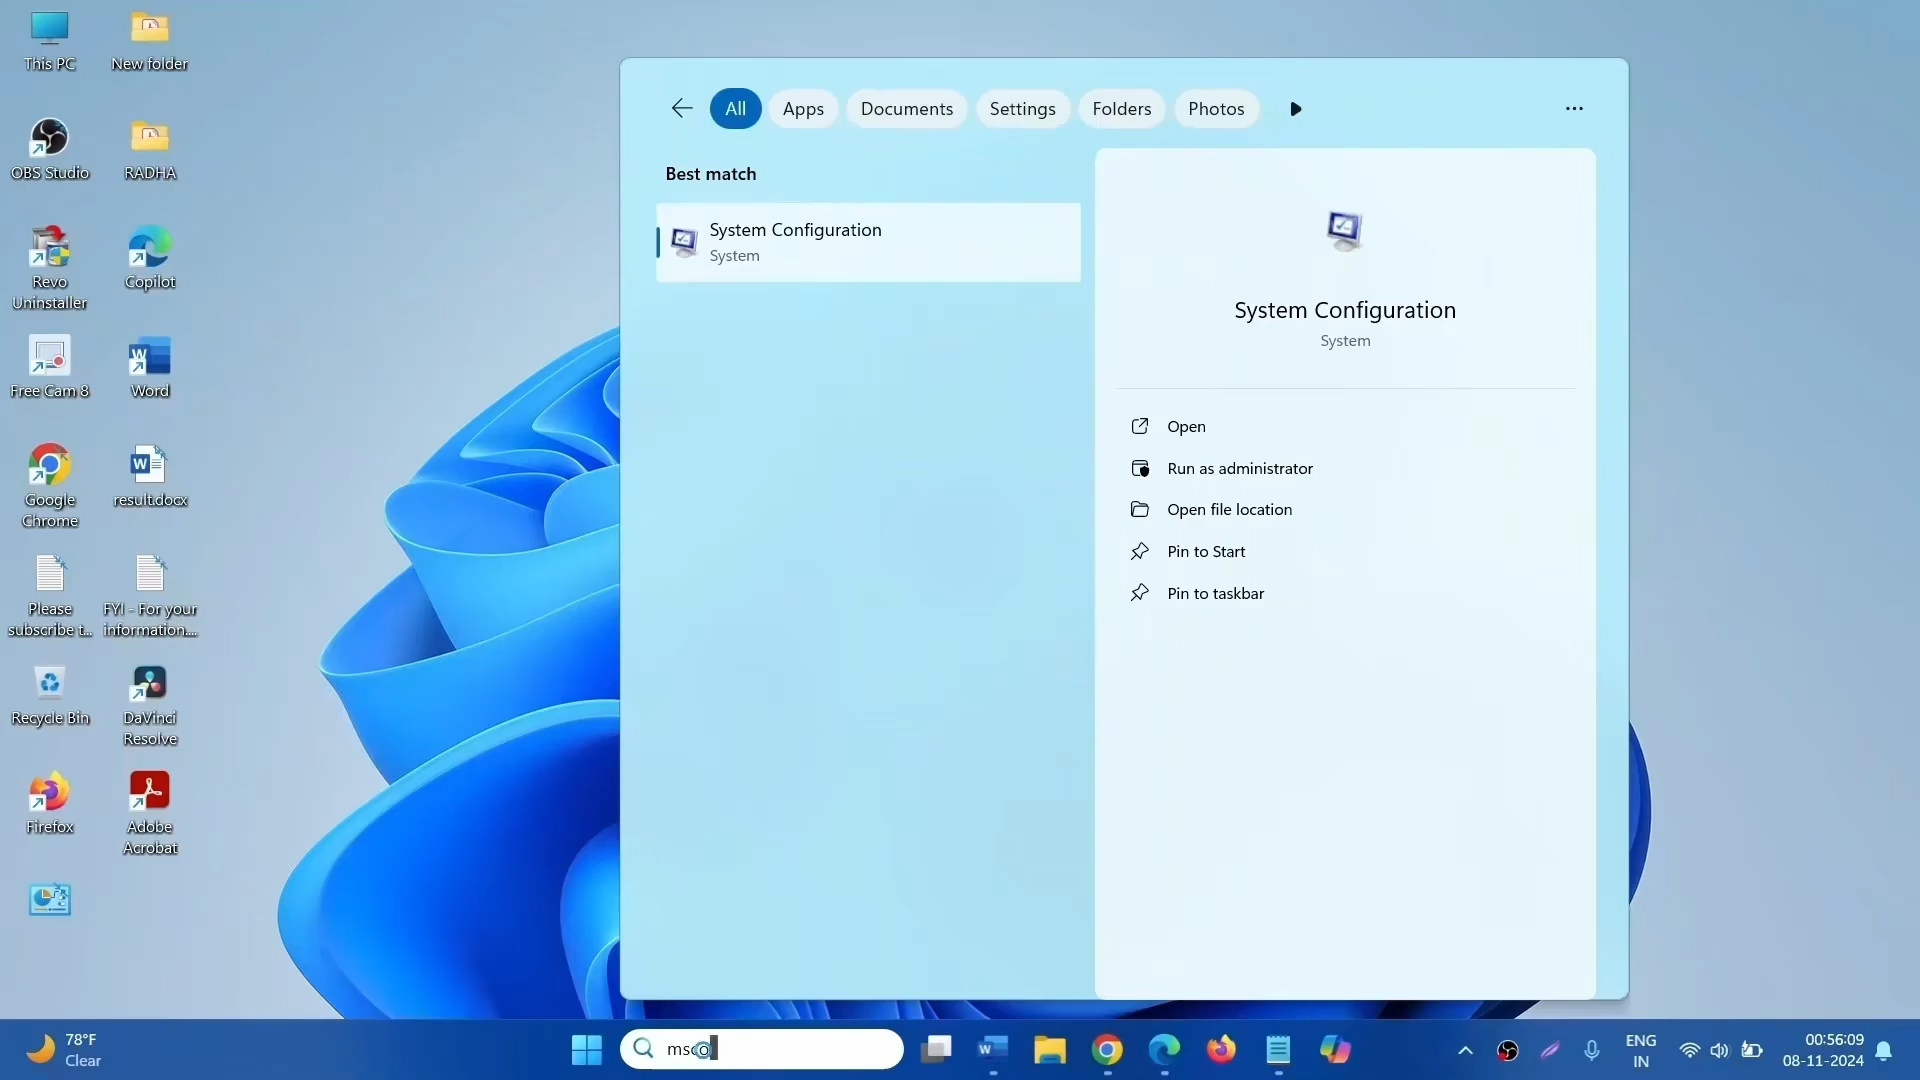 This PC
New folder
OBS Studio
RADHA
Revo
Uninstaller
Copilot
Free Cam 8
Word
Google
Chrome
result.docx
Please
subscribe t...
FYI - For your
information....
Recycle Bin
DaVinci
Resolve
Firefox
Adobe
Acrobat
All
Apps
Documents
Settings
Folders
Photos
Best match
System Configuration
System
System Configuration
System
Open
Run as administrator
Open file location
Pin to Start
Pin to taskbar
78°F
Clear
ENG
IN
00:56:09
08-11-2024